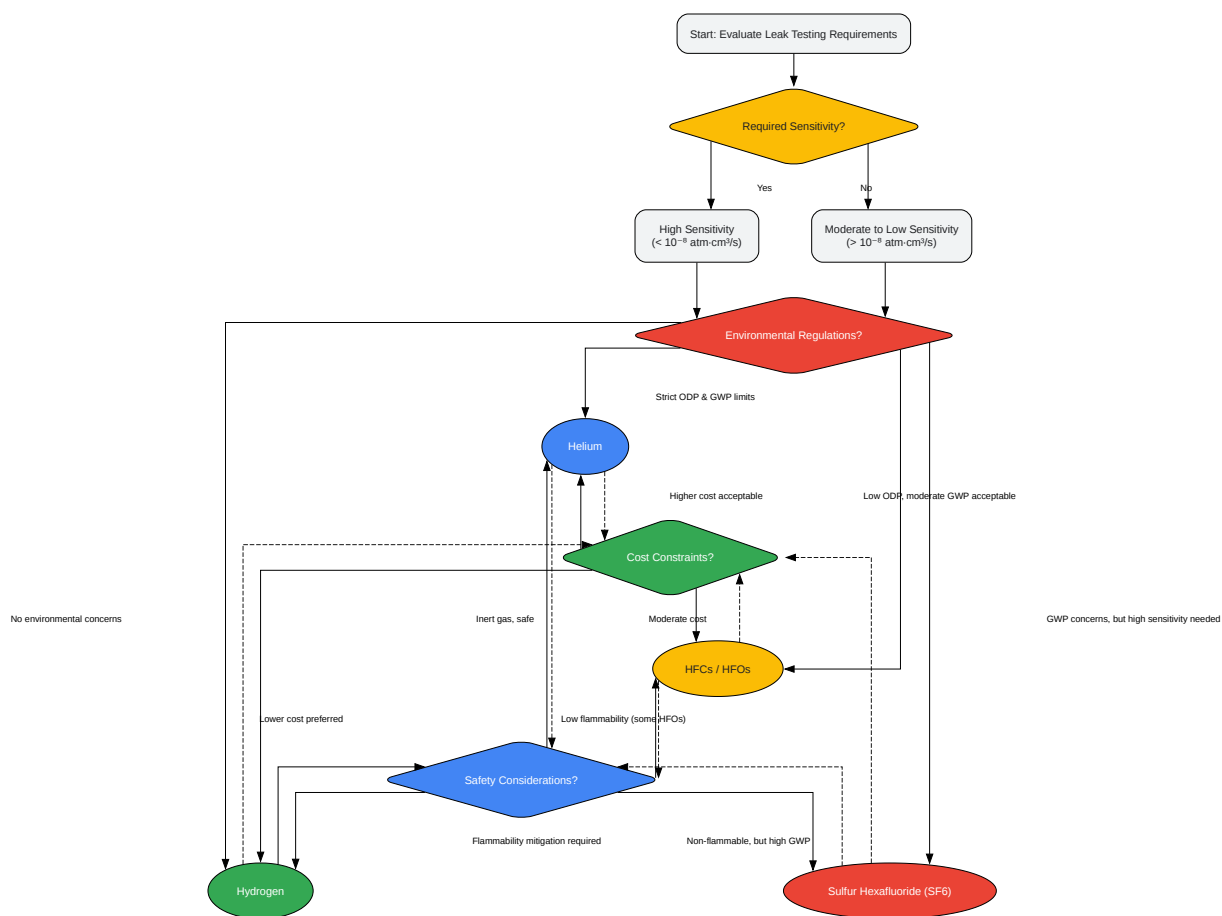 Start: Evaluate Leak Testing Requirements
Required Sensitivity?
Yes
No
High Sensitivity
(< 10⁻⁸ atm·cm³/s)
Moderate to Low Sensitivity
(> 10⁻⁸ atm·cm³/s)
Environmental Regulations?
Strict ODP & GWP limits
Helium
Higher cost acceptable
Low ODP, moderate GWP acceptable
Cost Constraints?
No environmental concerns
Inert gas, safe
Moderate cost
GWP concerns, but high sensitivity needed
HFCs / HFOs
Lower cost preferred
Low flammability (some HFOs)
Safety Considerations?
Flammability mitigation required
Non-flammable, but high GWP
Hydrogen
Sulfur Hexafluoride (SF6)